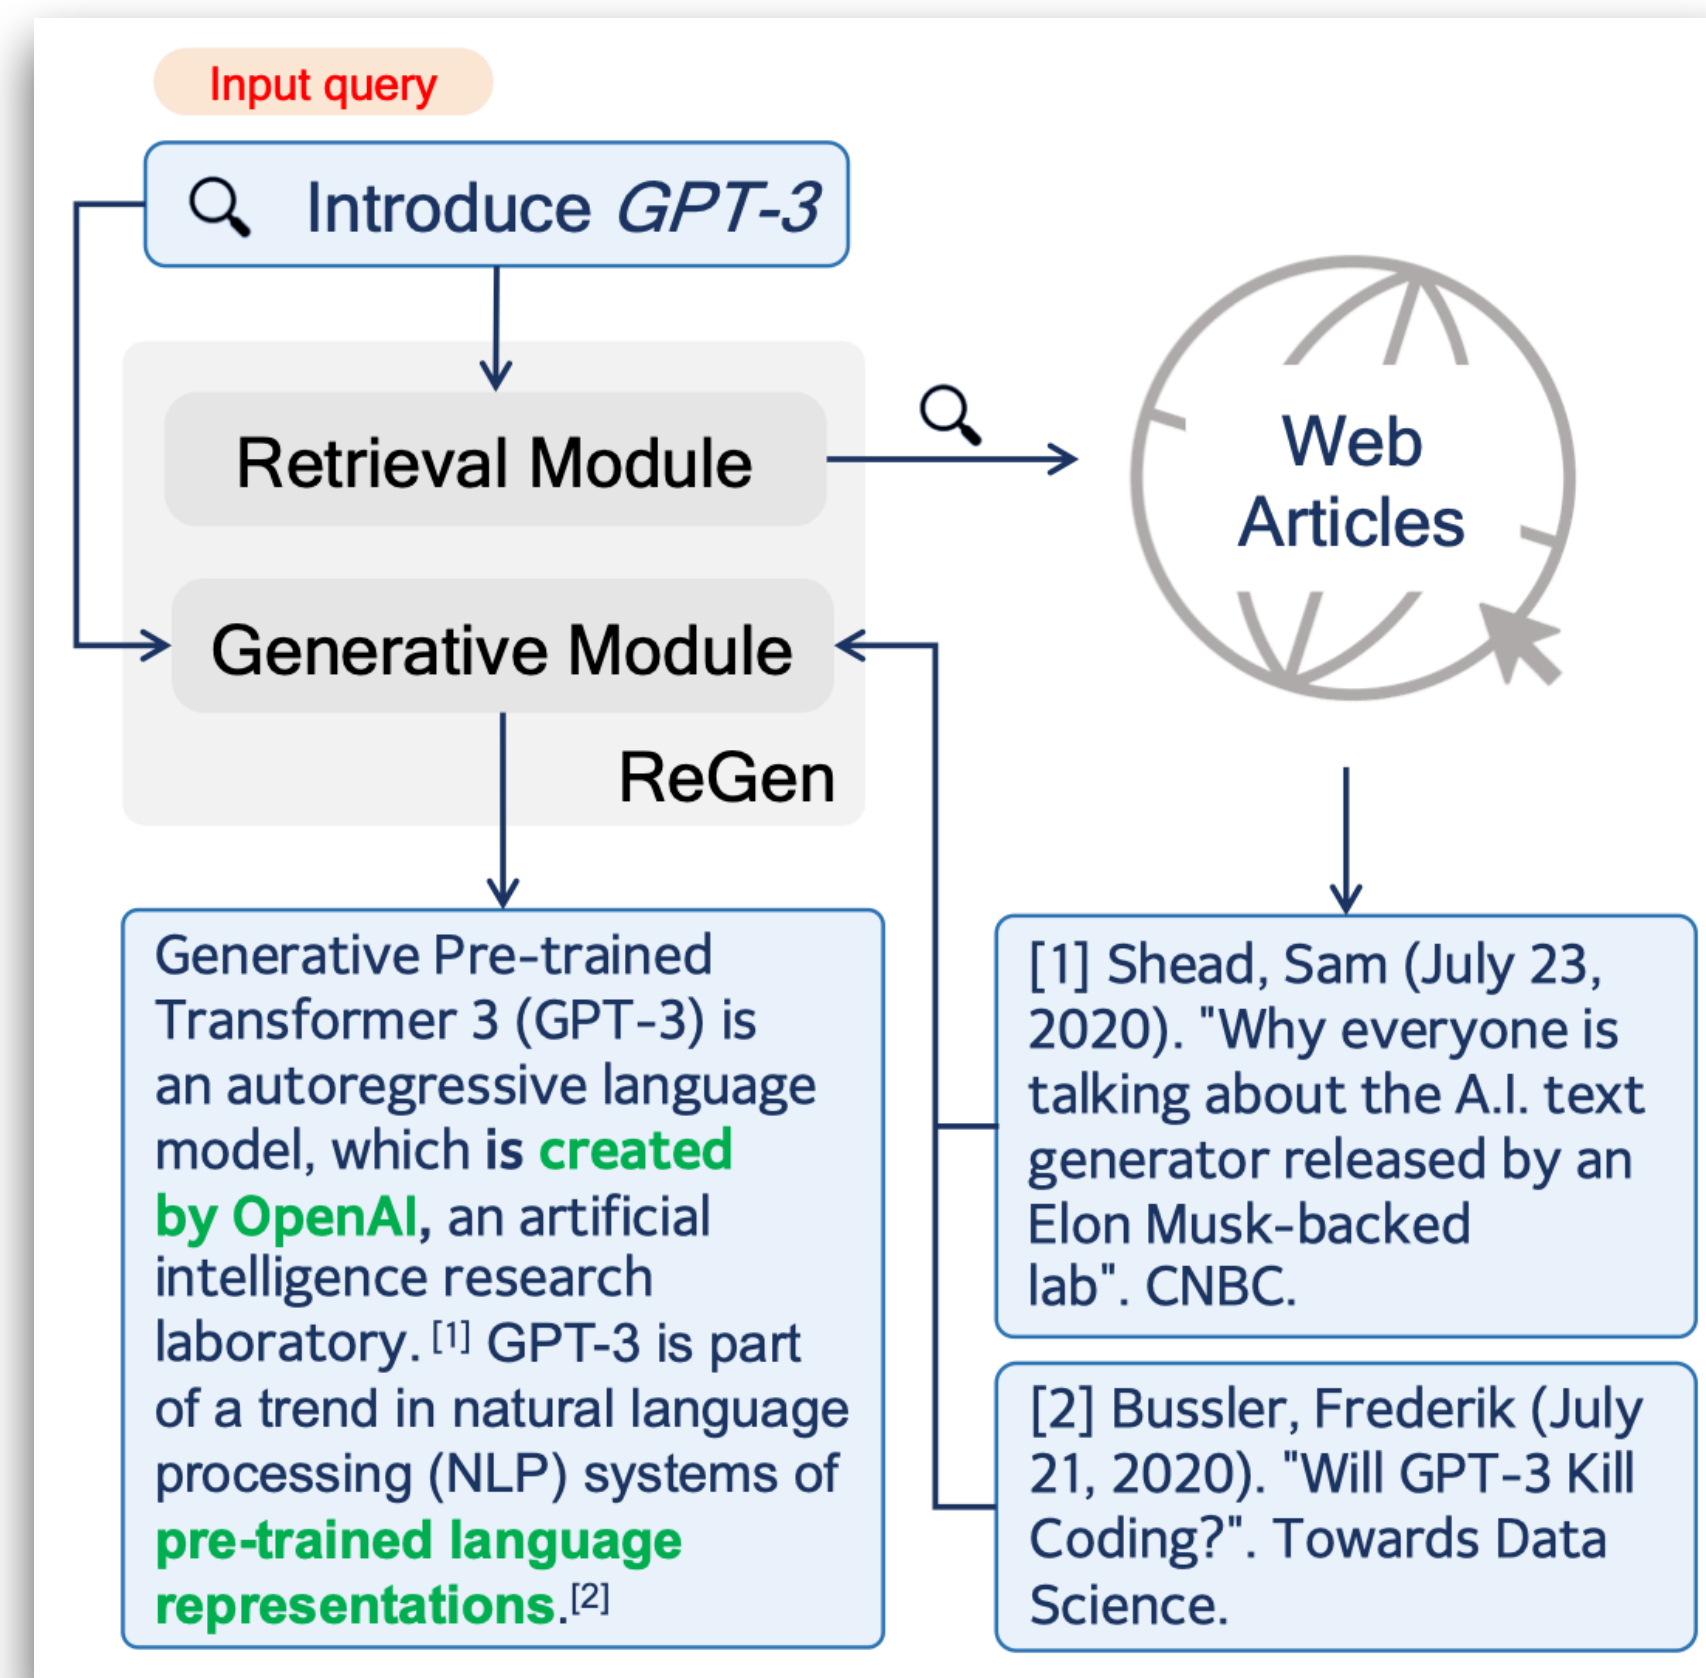 Input query
Introduce GPT-3
Retrieval Module
Web
Articles
Generative Module
ReGen
Generative Pre-trained
Transformer 3 (GPT-3) is
an autoregressive language
model, which is created
by OpenAI, an artificial
intelligence research
laboratory. [1] GPT-3 is part
of a trend in natural language
processing (NLP) systems of
pre-trained language
representations.[2]
[1] Shead, Sam (July 23,
2020). "Why everyone is
talking about the A.I. text
generator released by an
Elon Musk-backed
lab". CNBC.
[2] Bussler, Frederik (July
21, 2020). "Will GPT-3 Kill
Coding?". Towards Data
Science.